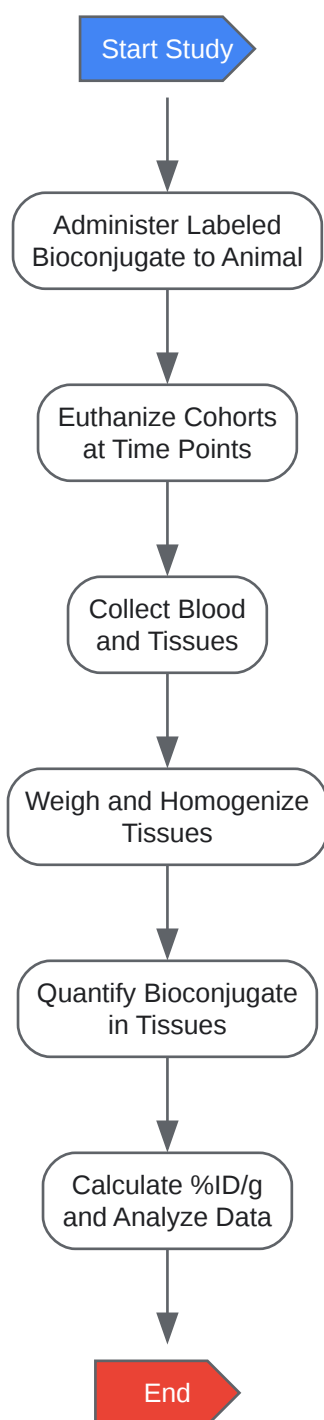 Start Study
Administer Labeled
Bioconjugate to Animal
Euthanize Cohorts
at Time Points
Collect Blood
and Tissues
Weigh and Homogenize
Tissues
Quantify Bioconjugate
in Tissues
Calculate %ID/g
and Analyze Data
End